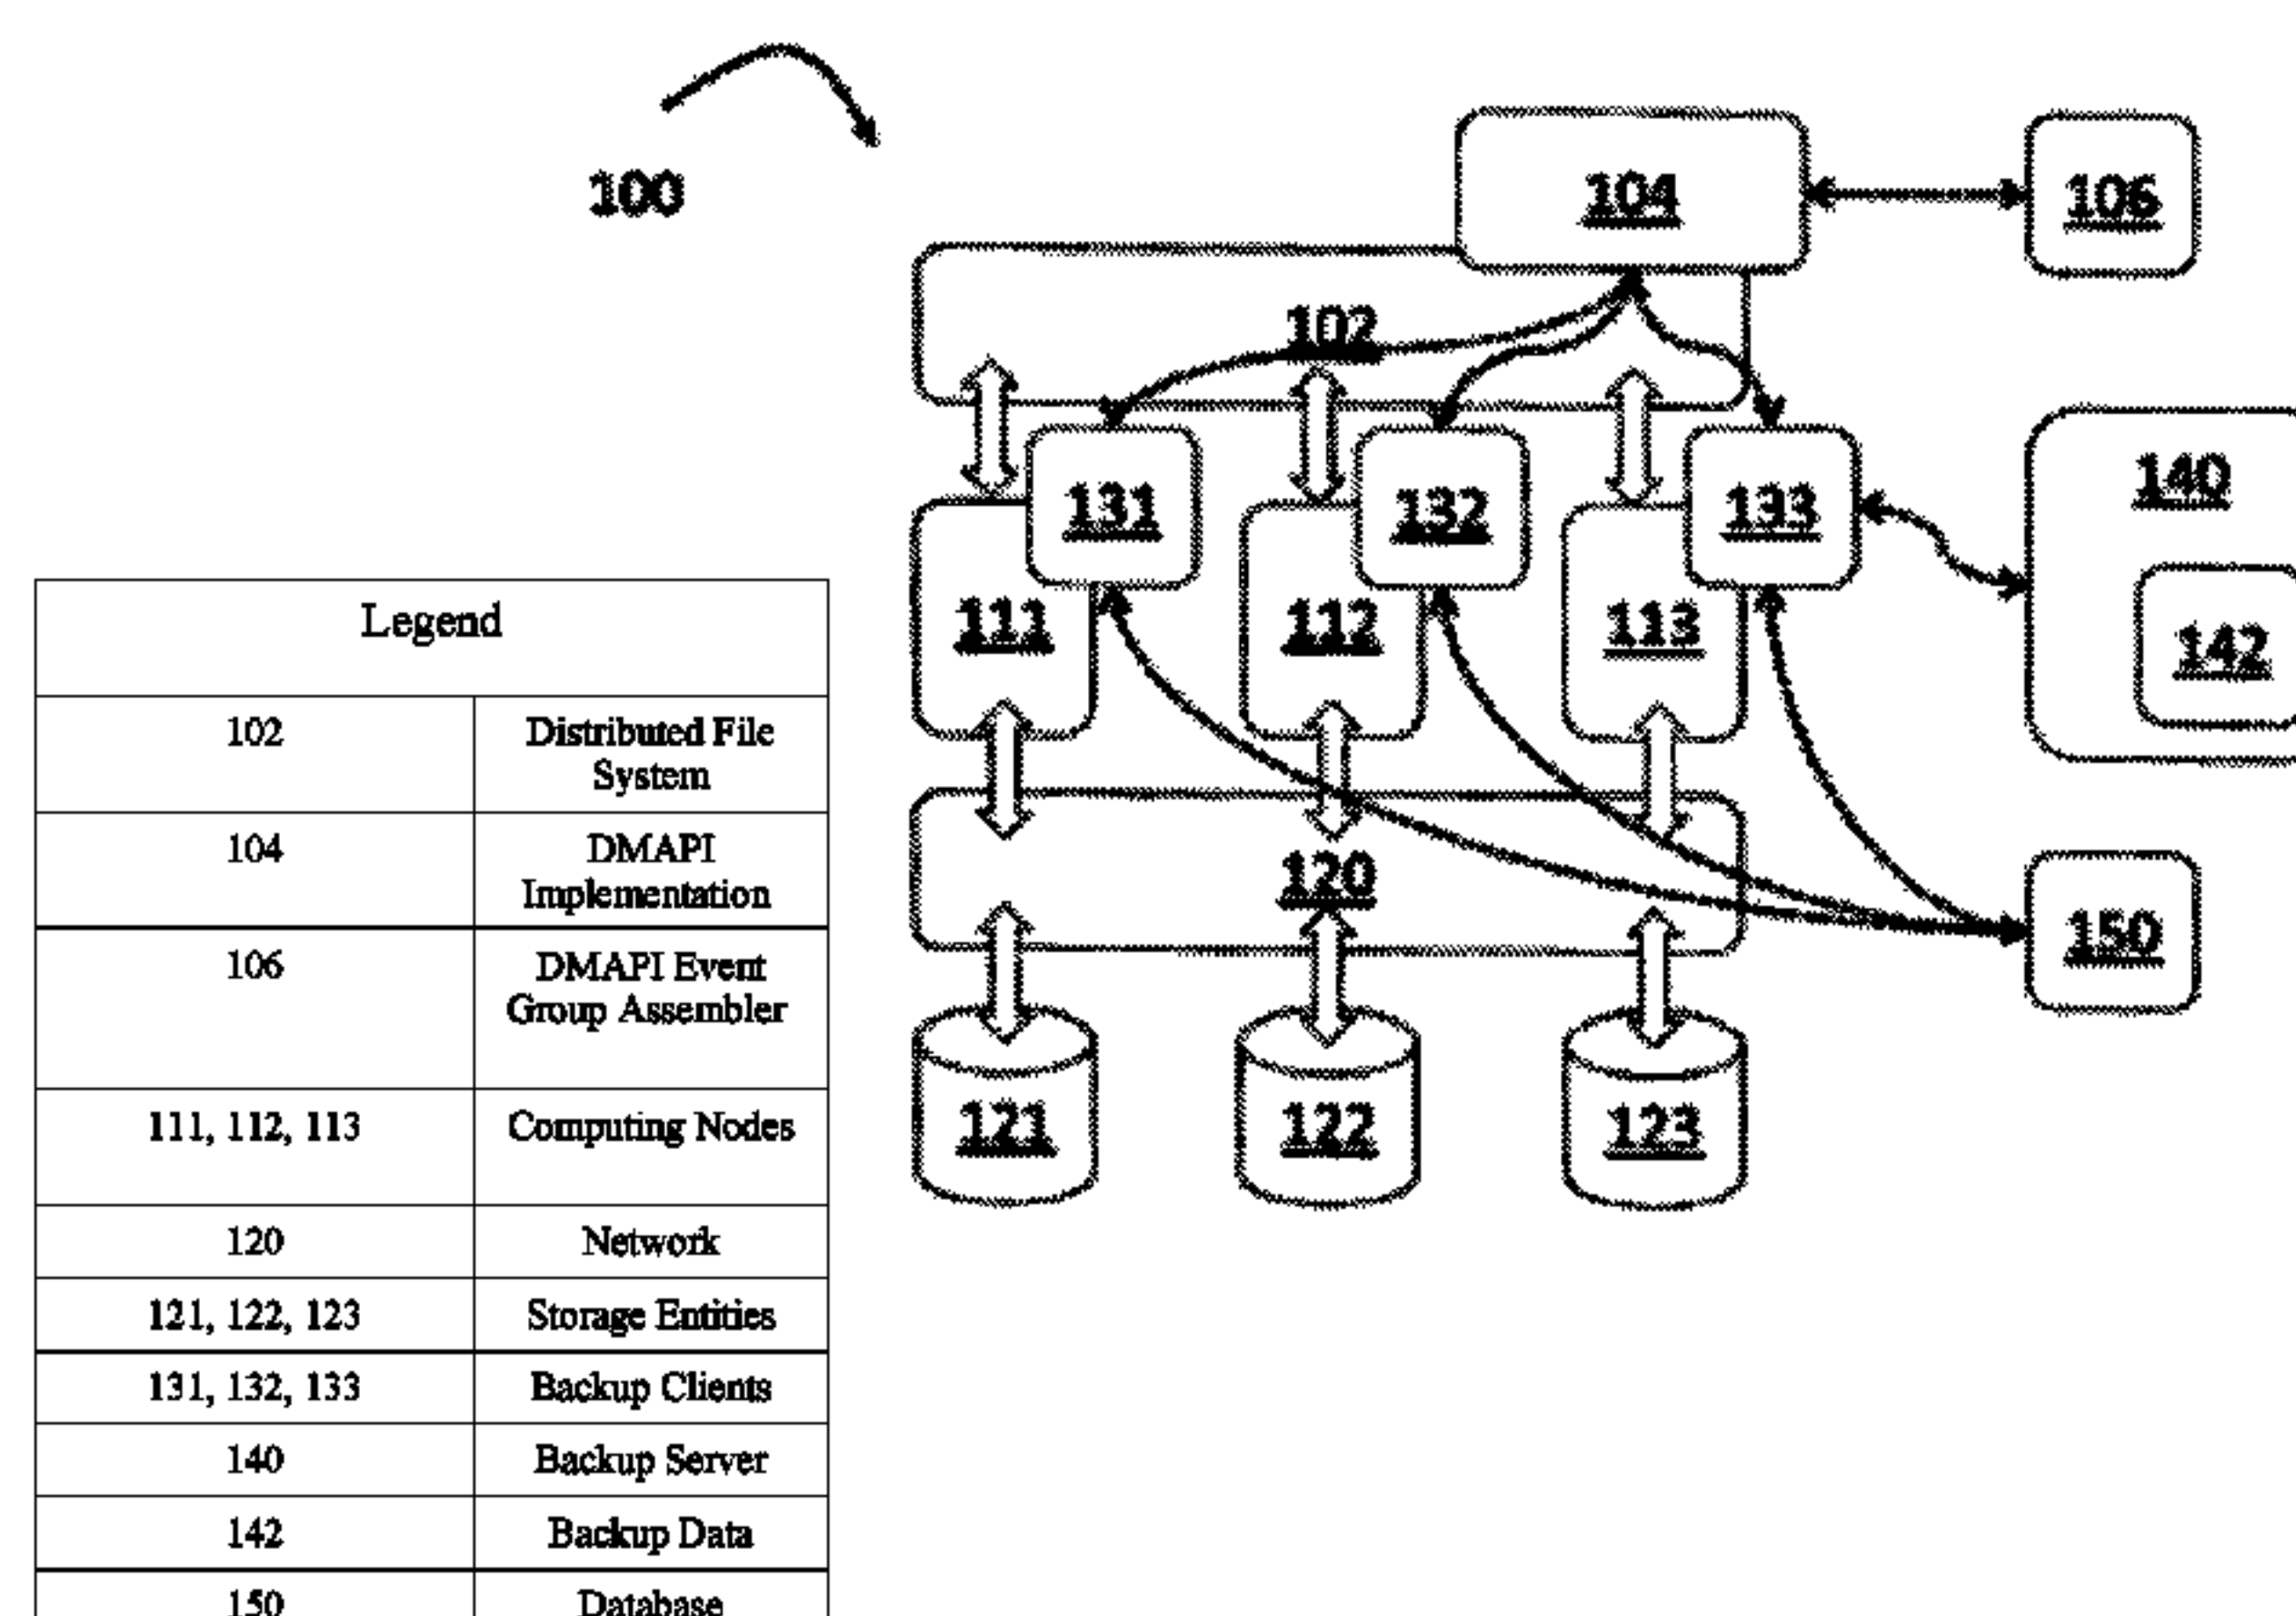 100
104
106
102
131
132
133
140
111
112
113
142
120
150
121
122
123
Legend
102 Distributed File
System
104 DMAPI
Implementation
106 DMAPI Event
Group Assembler
111, 112, 113 Computing Nodes
120 Network
121, 122, 123 Storage Entities
131, 132, 133 Backup Clients
140 Backup Server
142 Backup Data
150 Database